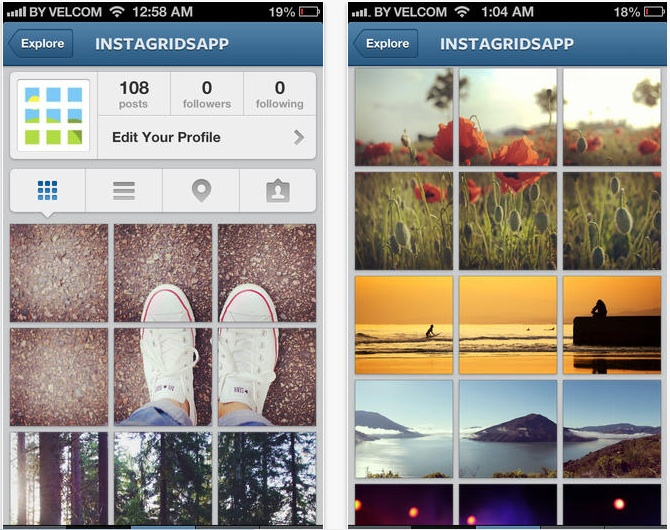 BY VELCOM 12:58 AM 19%
Explore INSTAGRIDSAPP
108 0 0
posts followers following
Edit Your Profile
BY VELCOM 1:04 AM 18%
Explore INSTAGRIDSAPP